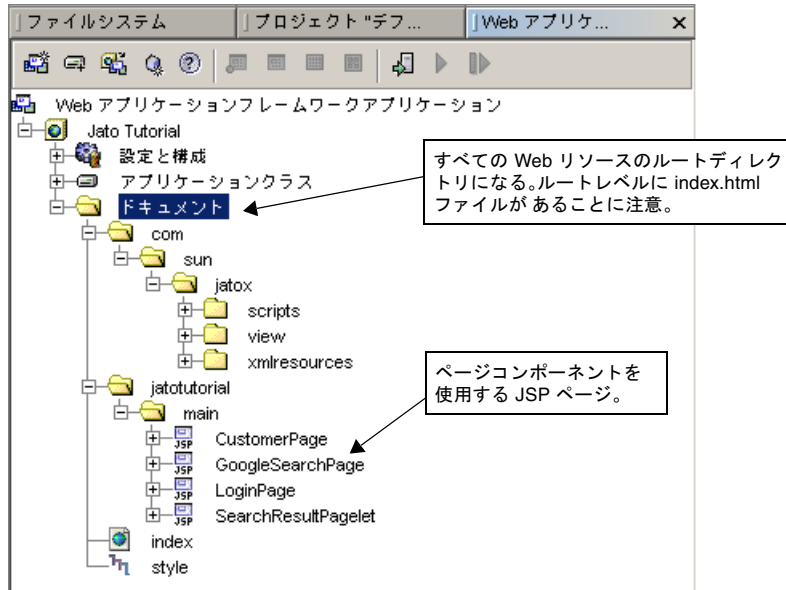 ファイルシステム
プロジェクト "デフ...
Web アプリケ...
Web アプリケーションフレームワークアプリケーション
Jato Tutorial
設定と構成
アプリケーションクラス
ドキュメント
すべての Web リソースのルートディレク
トリになる。ルートレベルに index.html
ファイルが あることに注意。
com
sun
jatox
scripts
view
xmlresources
ページコンポーネントを
使用する JSP ページ。
jatotutorial
main
JSP CustomerPage
JSP GoogleSearchPage
JSP LoginPage
JSP SearchResultPagelet
index
style